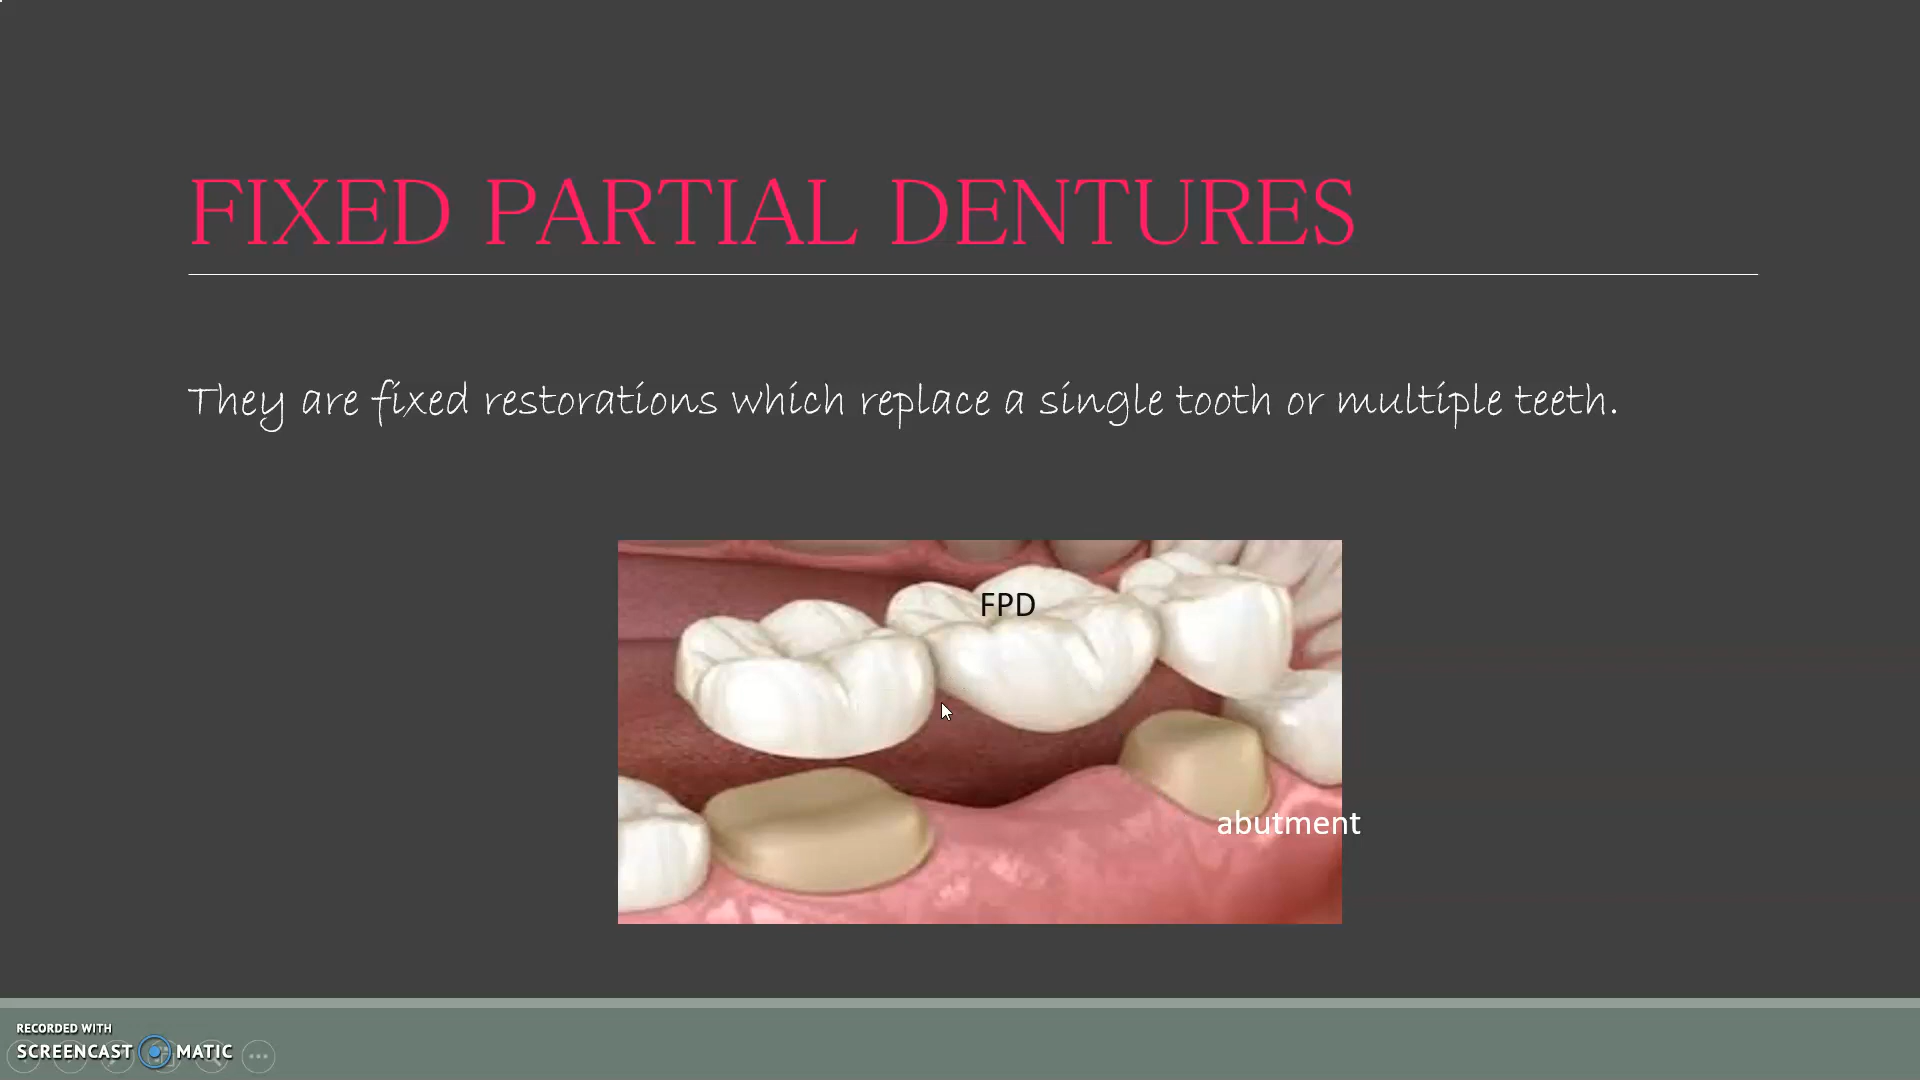 FIXED PARTIAL DENTURES
They are fixed restorations which replace a single tooth or multiple teeth.
FPD
abutment
RECORDED WITH
SCREENCAST MATIC